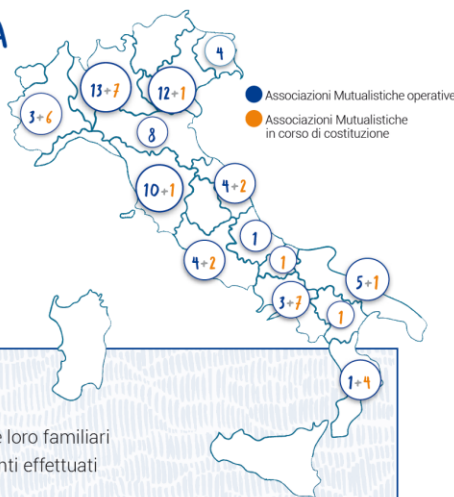 A
4
13+7
12+1
Associazioni Mutualistiche operative
3+6
Associazioni Mutualistiche
in corso di costituzione
8
10+1
4+2
1
4+2
1
5+1
3+7
1
1+4
e loro familiari
nti effettuati